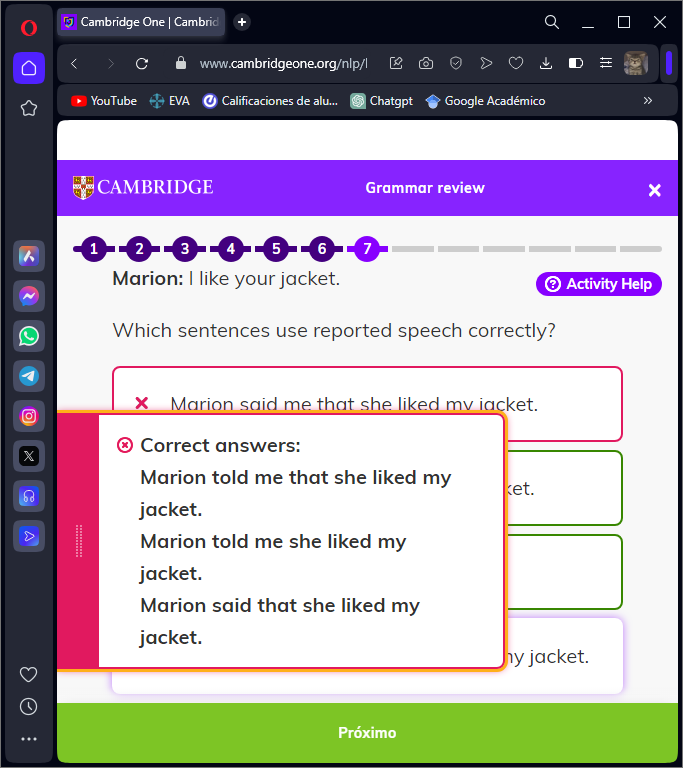 Cambridge One | Cambrid
www.cambridgeone.org/nlp/l
YouTube EVA Calificaciones de alu... Chatgpt Google Académico »
CAMBRIDGE Grammar review
1 2 3 4 5 6 7
Marion: I like your jacket.
Activity Help
Which sentences use reported speech correctly?
Marion said me that she liked my jacket.
Correct answers:
Marion told me that she liked my
jacket.
ket.
Marion told me she liked my
jacket.
Marion said that she liked my
jacket.
my jacket.
Próximo